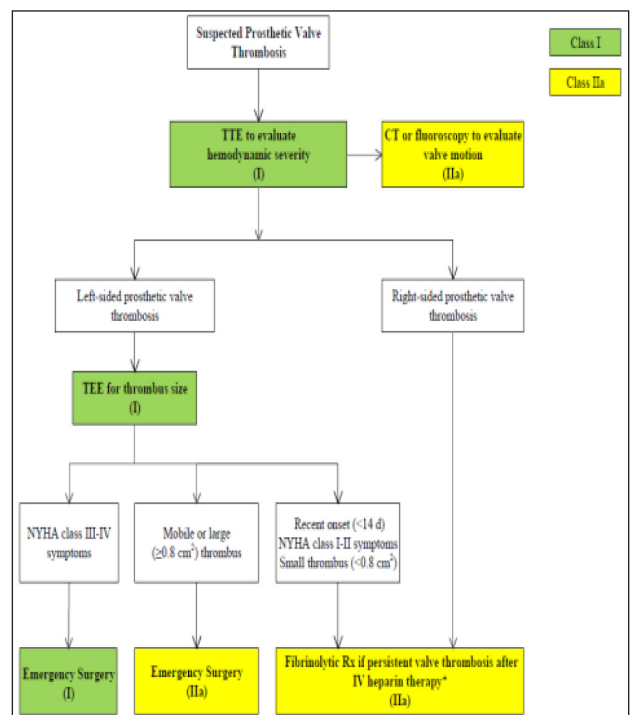 Suspected Prosthetic Valve
Thrombosis
Class I
Class IIa
TTE to evaluate
hemodynamic severity
(I)
CT or fluoroscopy to evaluate
valve motion
(IIa)
Left-sided prosthetic valve
thrombosis
Right-sided prosthetic valve
thrombosis
TEE for thrombus size
(I)
NYHA class III-IV
symptoms
Mobile or large
(≥0.8 cm²) thrombus
Recent onset (<14 d)
NYHA class I-II symptoms
Small thrombus (<0.8 cm²)
Emergency Surgery
(I)
Emergency Surgery
(IIa)
Fibrinolytic Rx if persistent valve thrombosis after
IV heparin therapy*
(IIa)